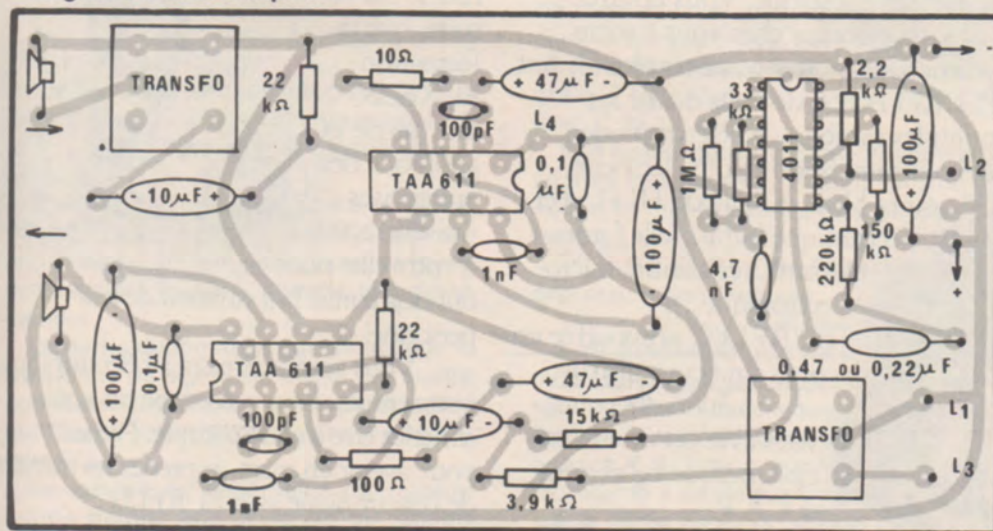 TRANSFO
22
kΩ
10Ω
+ 47µF -
100pF
L4
33
kΩ
2,2
kΩ
-
- 100µF +
4011
1MΩ
TAA 611
0,1
µF
- 10µF +
1nF
100µF +
-
4,7
nF
220kΩ
150
kΩ
L2
+
+ 100µF -
0,1µF
TAA 611
22
kΩ
+ 47µF -
0,47 ou 0,22µF
100pF
+ 10µF -
15kΩ
TRANSFO
L1
1nF
100Ω
3,9kΩ
L3